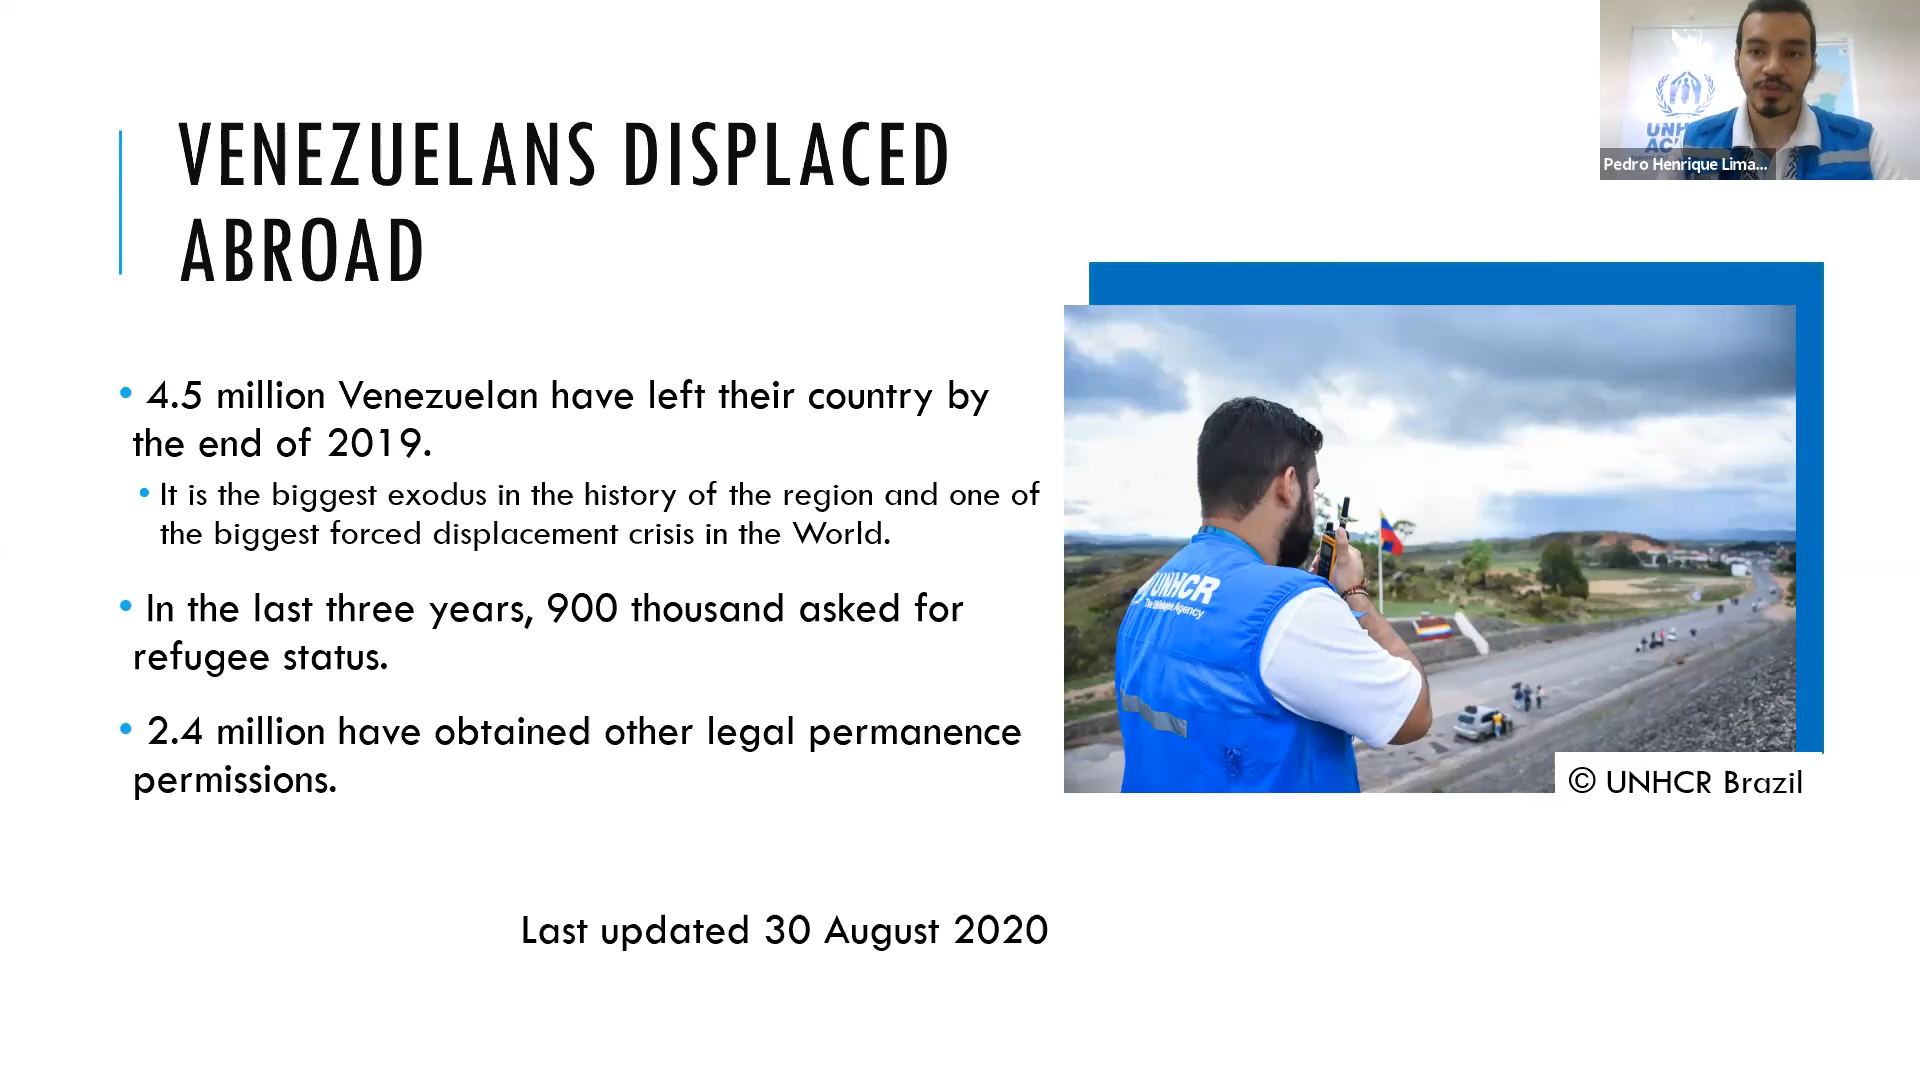 VENEZUELANS DISPLACED
ABROAD
• 4.5 million Venezuelan have left their country by
the end of 2019.
• It is the biggest exodus in the history of the region and one of
the biggest forced displacement crisis in the World.
• In the last three years, 900 thousand asked for
refugee status.
• 2.4 million have obtained other legal permanence
permissions.
Last updated 30 August 2020
UNHCR
The UN Refugee Agency
© UNHCR Brazil
Pedro Henrique Lima...